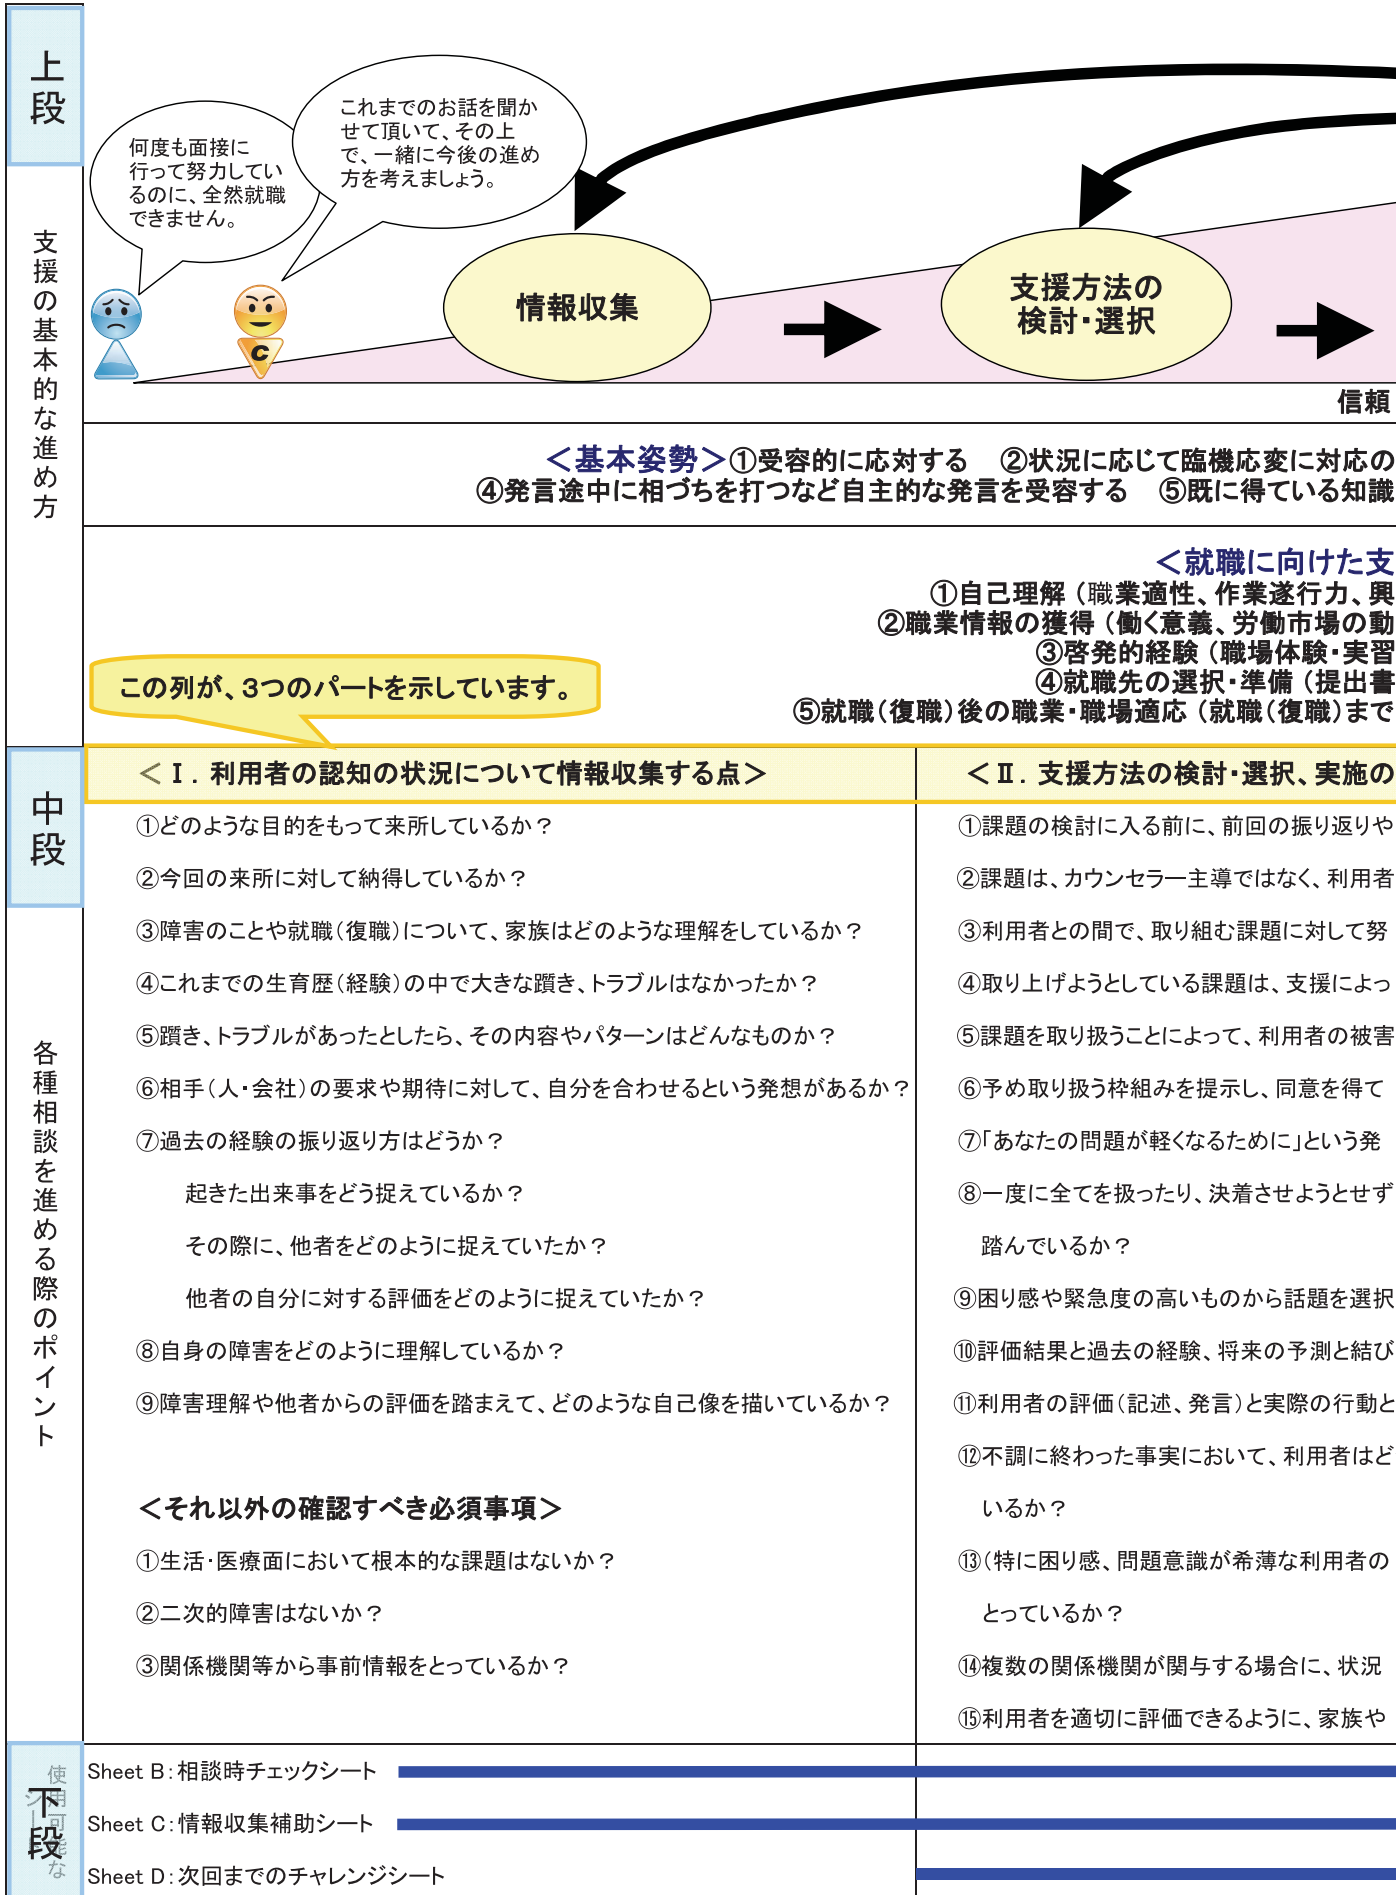 上段
支援の基本的な進め方
何度も面接に
行って努力してい
るのに、全然就職
できません。
これまでのお話を聞か
せて頂いて、その上
で、一緒に今後の進め
方を考えましょう。
C
情報収集
支援方法の
検討・選択
信頼
＜基本姿勢＞①受容的に応対する　②状況に応じて臨機応変に対応の
④発言途中に相づちを打つなど自主的な発言を受容する　⑤既に得ている知識
＜就職に向けた支
①自己理解（職業適性、作業遂行力、興
②職業情報の獲得（働く意義、労働市場の動
③啓発的経験（職場体験・実習
④就職先の選択・準備（提出書
⑤就職（復職）後の職業・職場適応（就職（復職）まで
この列が、３つのパートを示しています。
中段
各種相談を進める際のポイント
＜Ⅰ．利用者の認知の状況について情報収集する点＞
①どのような目的をもって来所しているか？
②今回の来所に対して納得しているか？
③障害のことや就職（復職）について、家族はどのような理解をしているか？
④これまでの生育歴（経験）の中で大きな躓き、トラブルはなかったか？
⑤躓き、トラブルがあったとしたら、その内容やパターンはどんなものか？
⑥相手（人・会社）の要求や期待に対して、自分を合わせるという発想があるか？
⑦過去の経験の振り返り方はどうか？
起きた出来事をどう捉えているか？
その際に、他者をどのように捉えていたか？
他者の自分に対する評価をどのように捉えていたか？
⑧自身の障害をどのように理解しているか？
⑨障害理解や他者からの評価を踏まえて、どのような自己像を描いているか？
＜それ以外の確認すべき必須事項＞
①生活・医療面において根本的な課題はないか？
②二次的障害はないか？
③関係機関等から事前情報をとっているか？
＜Ⅱ．支援方法の検討・選択、実施の
①課題の検討に入る前に、前回の振り返りや
②課題は、カウンセラー主導ではなく、利用者
③利用者との間で、取り組む課題に対して努
④取り上げようとしている課題は、支援によっ
⑤課題を取り扱うことによって、利用者の被害
⑥予め取り扱う枠組みを提示し、同意を得て
⑦「あなたの問題が軽くなるために」という発
⑧一度に全てを扱ったり、決着させようとせず
踏んでいるか？
⑨困り感や緊急度の高いものから話題を選択
⑩評価結果と過去の経験、将来の予測と結び
⑪利用者の評価（記述、発言）と実際の行動と
⑫不調に終わった事実において、利用者はど
いるか？
⑬（特に困り感、問題意識が希薄な利用者の
とっているか？
⑭複数の関係機関が関与する場合に、状況
⑮利用者を適切に評価できるように、家族や
下段
使用可能な
Sheet B：相談時チェックシート
Sheet C：情報収集補助シート
Sheet D：次回までのチャレンジシート